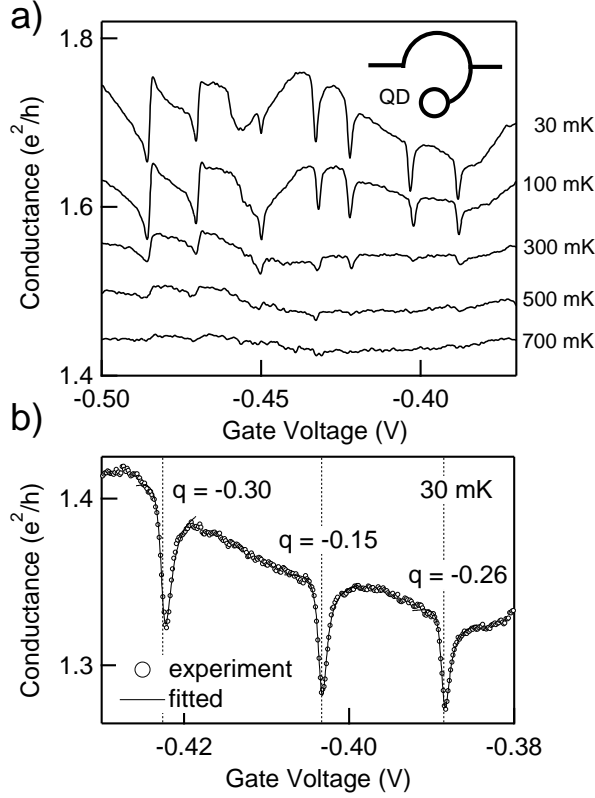 a)
1.8
1.6
1.4
Conductance (e²/h)
QD
30 mK
100 mK
300 mK
500 mK
700 mK
-0.50
-0.45
-0.40
Gate Voltage (V)
b)
1.4
1.3
Conductance (e²/h)
q = -0.30
30 mK
q = -0.15
q = -0.26
experiment
fitted
-0.42
-0.40
-0.38
Gate Voltage (V)